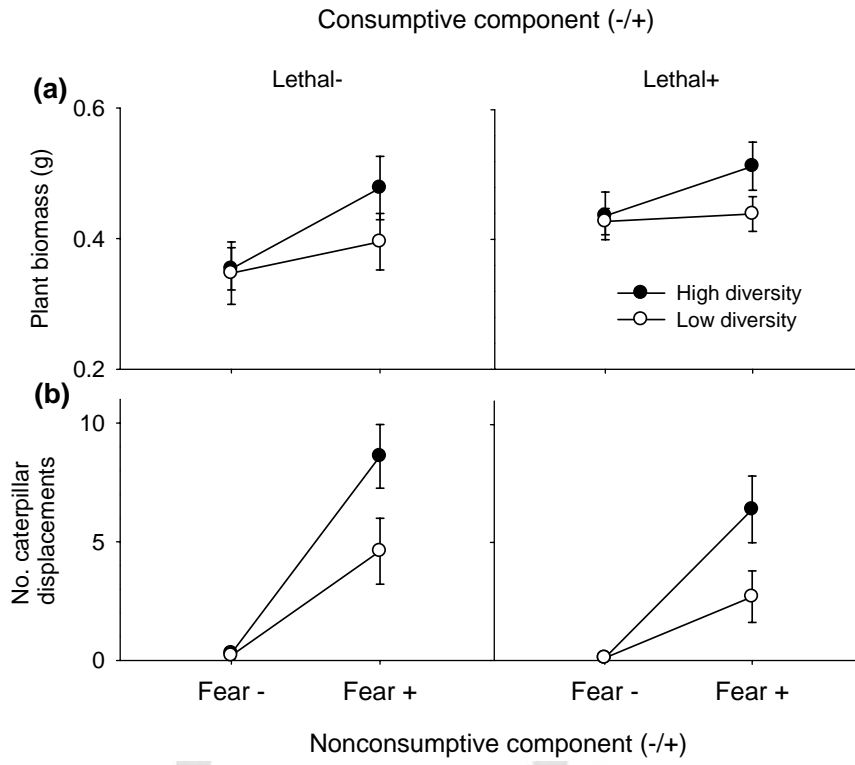 Consumptive component (-/+)
Lethal-
Lethal+
(a)
0.6
0.4
0.2
Plant biomass (g)
High diversity
Low diversity
(b)
10
5
0
No. caterpillar
displacements
Fear -
Fear +
Fear -
Fear +
Nonconsumptive component (-/+)